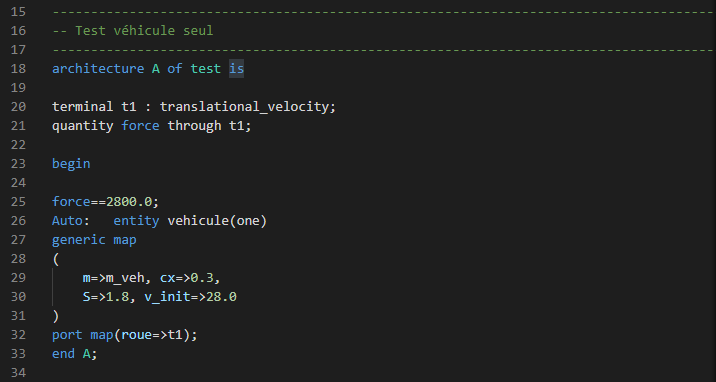 15 ------------------------------------------------------------------------------------
16 -- Test véhicule seul
17 ------------------------------------------------------------------------------------
18 architecture A of test is
19
20 terminal t1 : translational_velocity;
21 quantity force through t1;
22
23 begin
24
25 force==2800.0;
26 Auto:   entity vehicule(one)
27 generic map
28 (
29     m=>m_veh, cx=>0.3,
30     S=>1.8, v_init=>28.0
31 )
32 port map(roue=>t1);
33 end A;
34